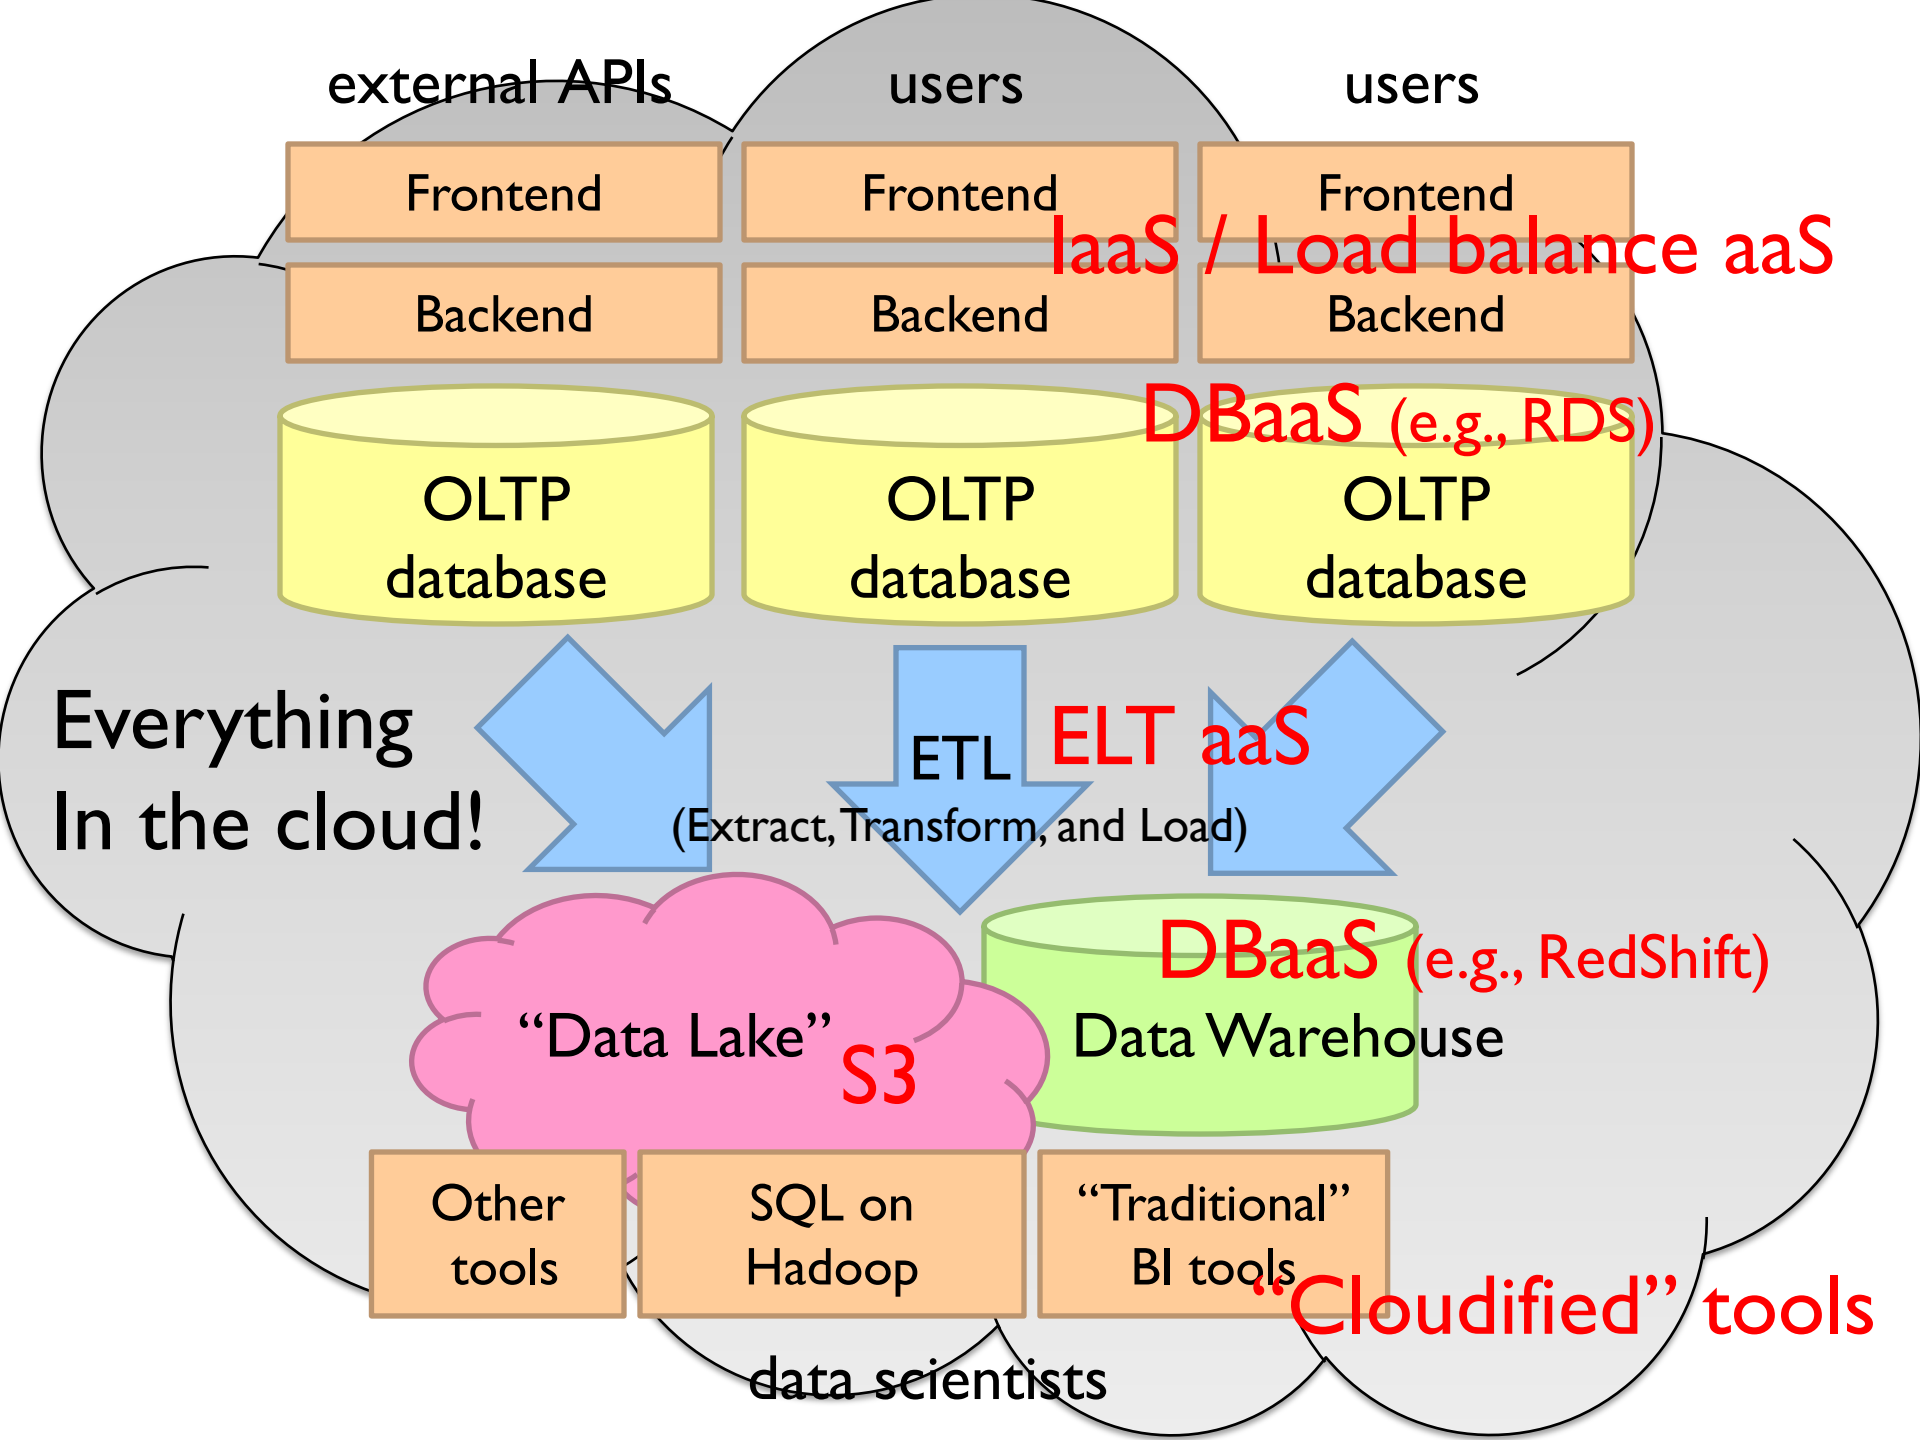 external APIs
users
users
Frontend
Frontend
Frontend
IaaS / Load balance aaS
Backend
Backend
Backend
DBaaS (e.g., RDS)
OLTP
database
OLTP
database
OLTP
database
Everything
In the cloud!
ETL
(Extract, Transform, and Load)
ELT aaS
DBaaS (e.g., RedShift)
“Data Lake”
S3
Data Warehouse
Other
tools
SQL on
Hadoop
“Traditional”
BI tools
“Cloudified” tools
data scientists